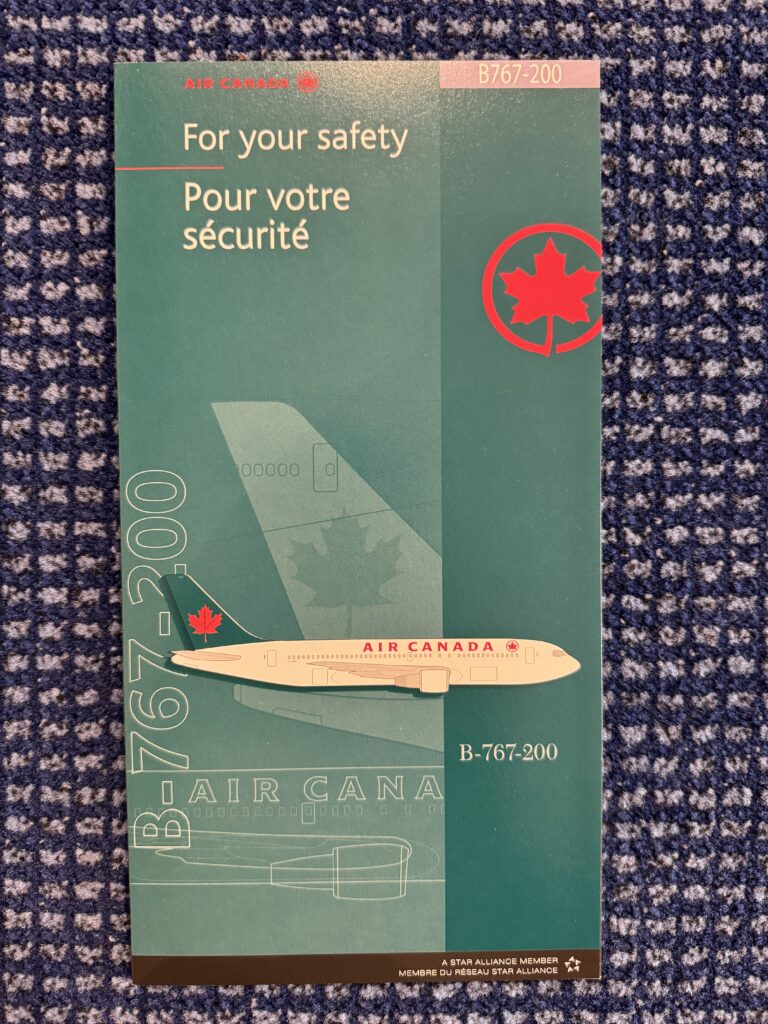 AIR CANADA
B767-200
For your safety
Pour votre
sécurité
B-767-200
AIR CANADA
B-767-200
AIR CANA
A STAR ALLIANCE MEMBER
MEMBRE DU RÉSEAU STAR ALLIANCE